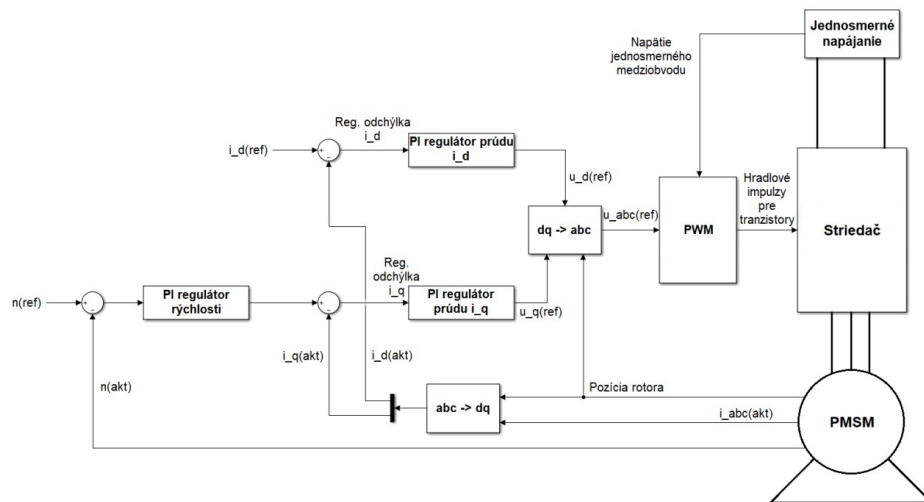 Jednosmerné
napájanie
Napätie
jednosmerného
medziobvodu
Reg. odchýlka
i_d
i_d(ref)
+
−
PI regulátor prúdu
i_d
u_d(ref)
dq -> abc
u_abc(ref)
PWM
Hradlové
impulzy
pre
tranzistory
Striedač
n(ref)
+
−
PI regulátor
rýchlosti
+
−
Reg.
odchýlka
i_q
PI regulátor
prúdu i_q
u_q(ref)
i_q(akt)
i_d(akt)
n(akt)
abc -> dq
Pozícia rotora
i_abc(akt)
PMSM